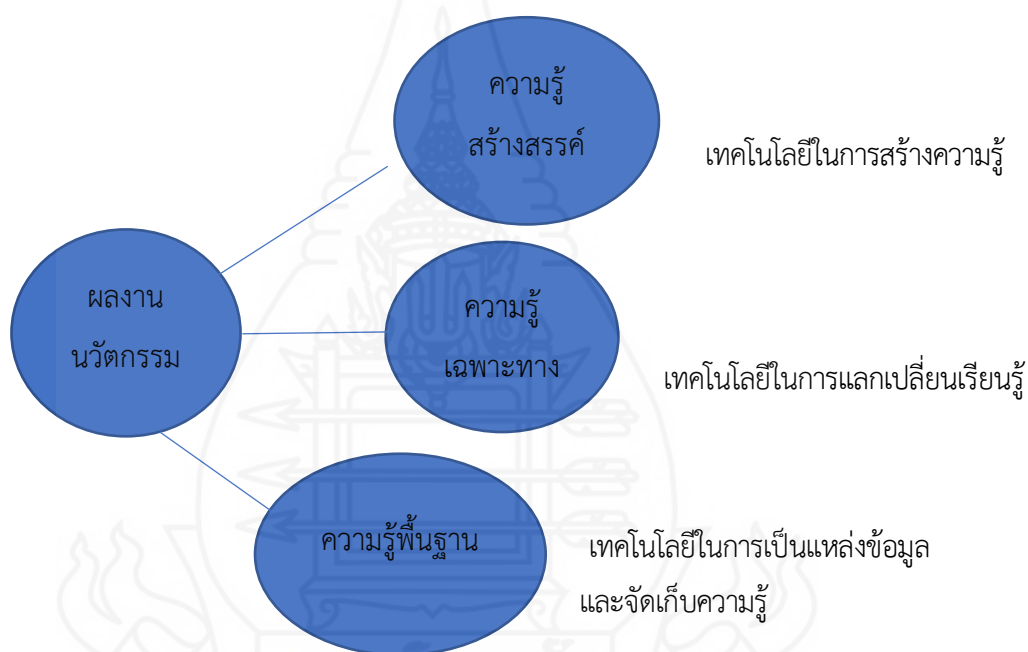 ความรู้
สร้างสรรค์
เทคโนโลยีในการสร้างความรู้
ผลงาน
นวัตกรรม
ความรู้
เฉพาะทาง
เทคโนโลยีในการแลกเปลี่ยนเรียนรู้
ความรู้พื้นฐาน
เทคโนโลยีในการเป็นแหล่งข้อมูล
และจัดเก็บความรู้